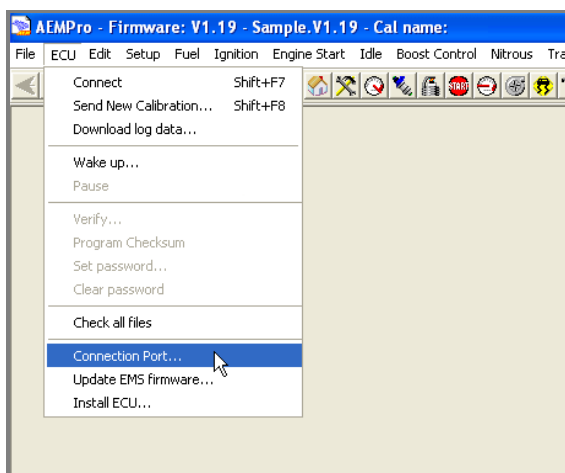 AEMPro - Firmware: V1.19 - Sample.V1.19 - Cal name:
File ECU Edit Setup Fuel Ignition Engine Start Idle Boost Control Nitrous
Connect Shift+F7
Send New Calibration... Shift+F8
START
Download log data...
Wake up...
Pause
Verify...
Program Checksum
Set password...
Clear password
Check all files
Connection Port...
Update EMS firmware...
Install ECU...